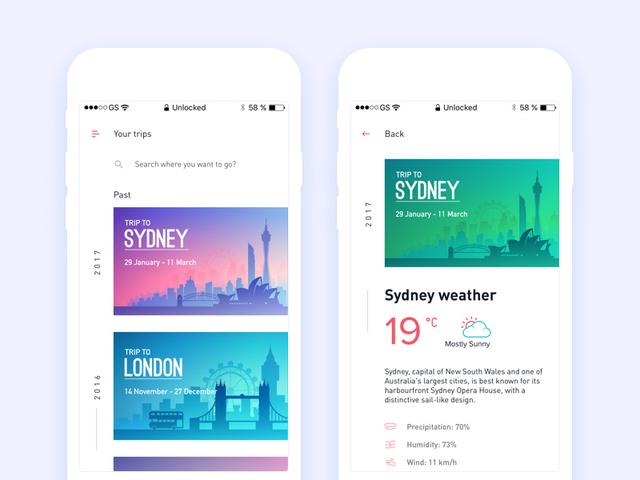 GS
Unlocked
58 %
Your trips
Search where you want to go?
Past
2017
TRIP TO
SYDNEY
29 January - 11 March
2016
TRIP TO
LONDON
14 November - 27 December
GS
Unlocked
58 %
Back
2017
TRIP TO
SYDNEY
29 January - 11 March
Sydney weather
19 °C
Mostly Sunny
Sydney, capital of New South Wales and one of
Australia's largest cities, is best known for its
harbourfront Sydney Opera House, with a
distinctive sail-like design.
Precipitation: 70%
Humidity: 73%
Wind: 11 km/h